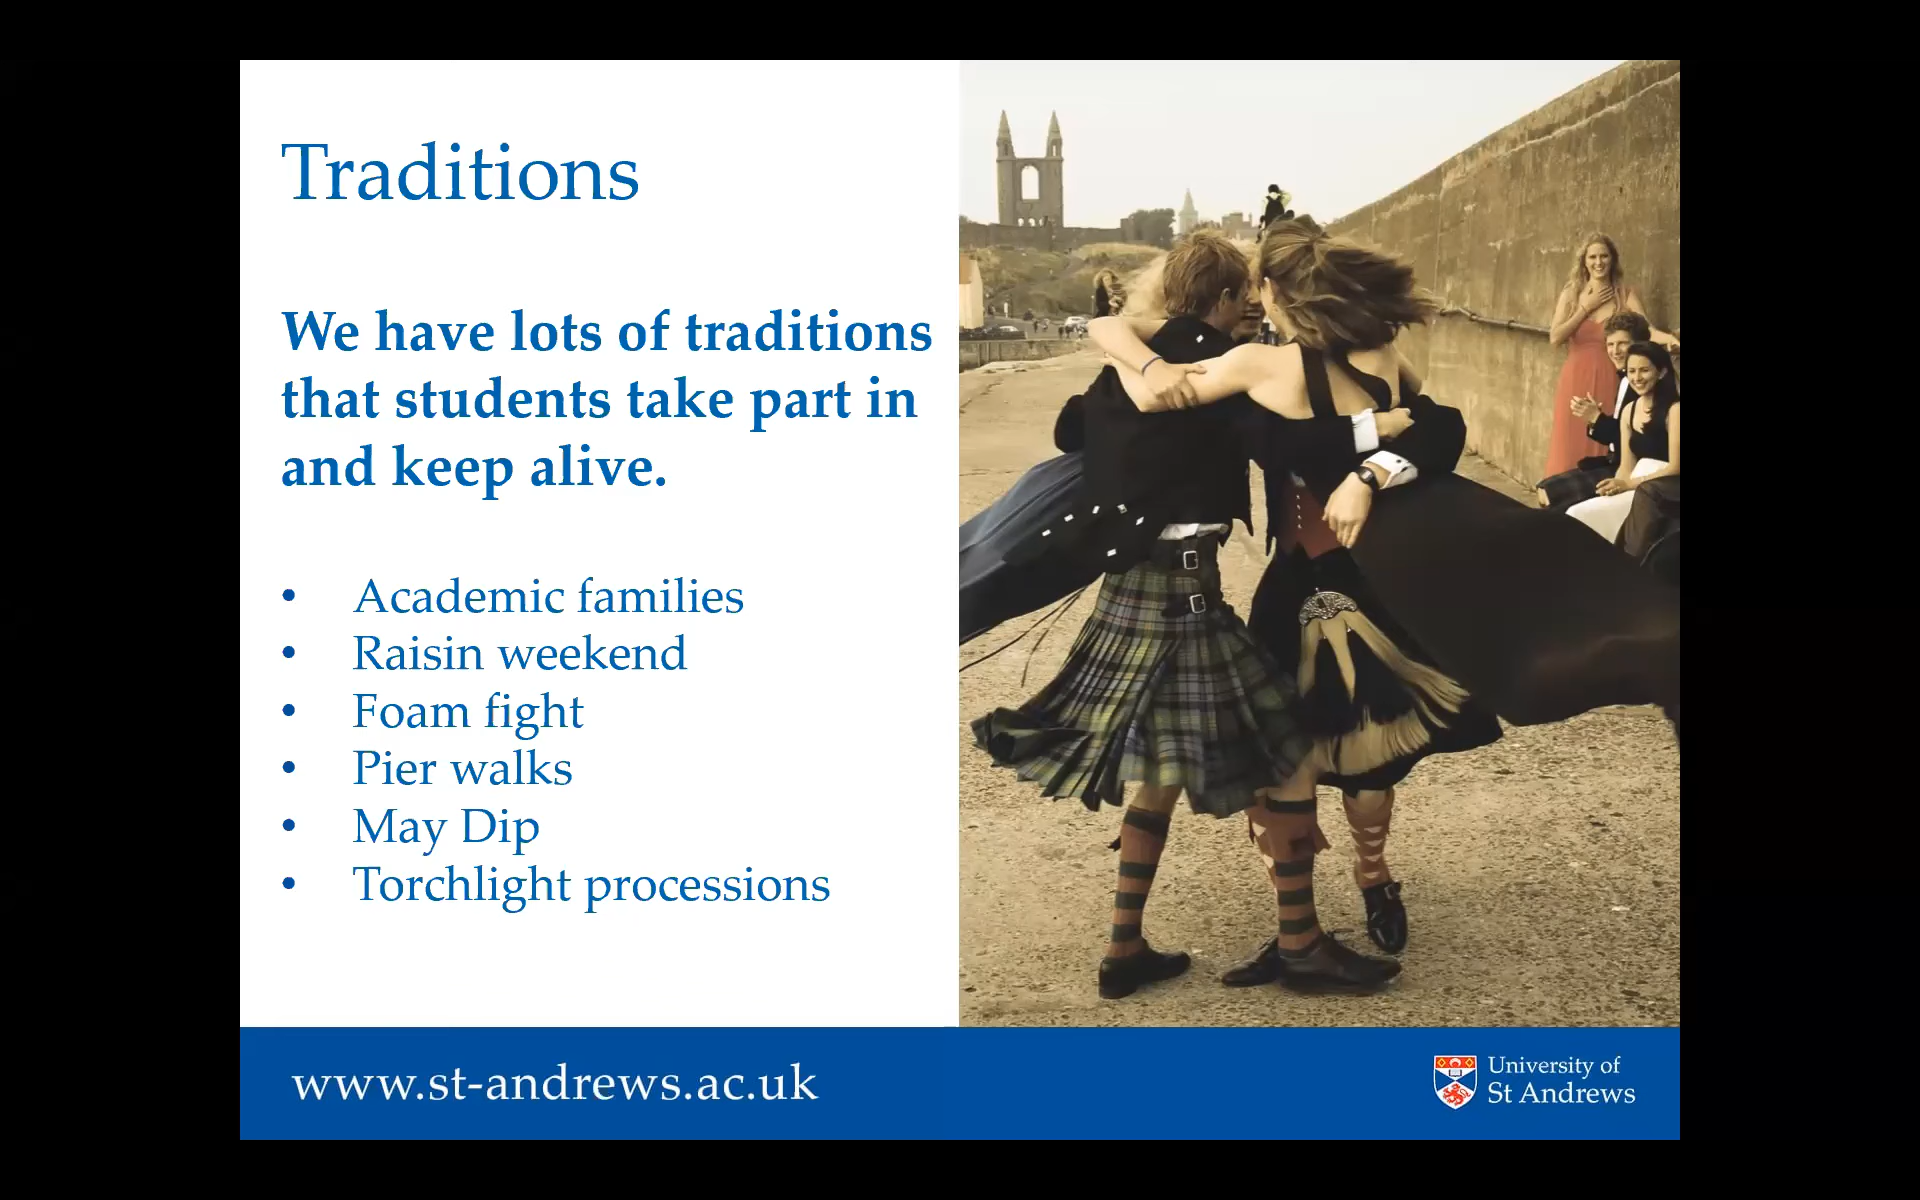 Traditions
We have lots of traditions
that students take part in
and keep alive.
• Academic families
• Raisin weekend
• Foam fight
• Pier walks
• May Dip
• Torchlight processions
www.st-andrews.ac.uk
University of
St Andrews